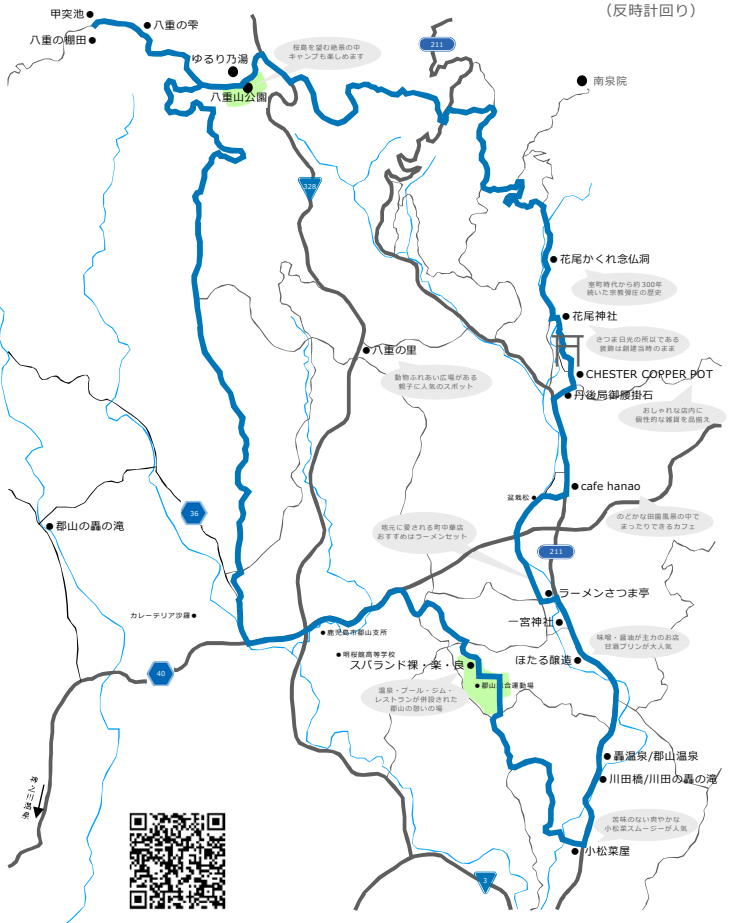 （反時計回り）
甲突池
八重の雫
八重の棚田
ゆるり乃湯
桜島を望む絶景の中
キャンプも楽しめます
211
八重山公園
南泉院
328
花尾かくれ念仏洞
室町時代から約300年
続いた宗教弾圧の歴史
花尾神社
さつま日光の所以である
装飾は創建当時のまま
八重の里
動物ふれあい広場がある
親子に人気のスポット
CHESTER COPPER POT
丹後局御腰掛石
おしゃれな店内に
個性的な雑貨を品揃え
cafe hanao
盆栽松
36
郡山の轟の滝
地元に愛される町中華店
おすすめはラーメンセット
のどかな田園風景の中で
まったりできるカフェ
211
ラーメンさつま亭
カレーテリア沙羅
一宮神社
鹿児島市郡山支所
味噌・醤油が主力のお店
甘酒プリンが大人気
明桜館高等学校
スパランド裸・楽・良
ほたる醸造
40
郡山総合運動場
温泉・プール・ジム・
レストランが併設された
郡山の憩いの場
轟温泉/郡山温泉
川田橋/川田の轟の滝
神之川温泉
苦味のない爽やかな
小松菜スムージーが人気
小松菜屋
3